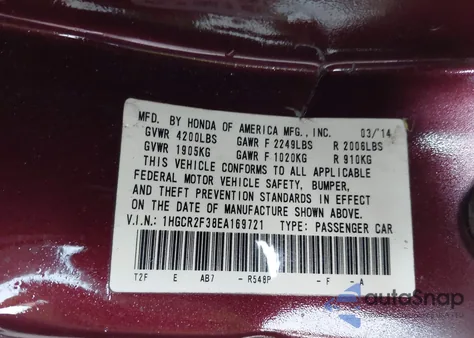 MFD. BY HONDA OF AMERICA MFG., INC. 03/'14
GVWR 4200LBS GAWR F 2249LBS R 2006LBS
GVWR 1905KG GAWR F 1020KG R 910KG
THIS VEHICLE CONFORMS TO ALL APPLICABLE
FEDERAL MOTOR VEHICLE SAFETY, BUMPER,
AND THEFT PREVENTION STANDARDS IN EFFECT
ON THE DATE OF MANUFACTURE SHOWN ABOVE.
V.I.N.: 1HGCR2F38EA169721 TYPE: PASSENGER CAR
T2F E AB7 -R548P -F -A
autoSnap